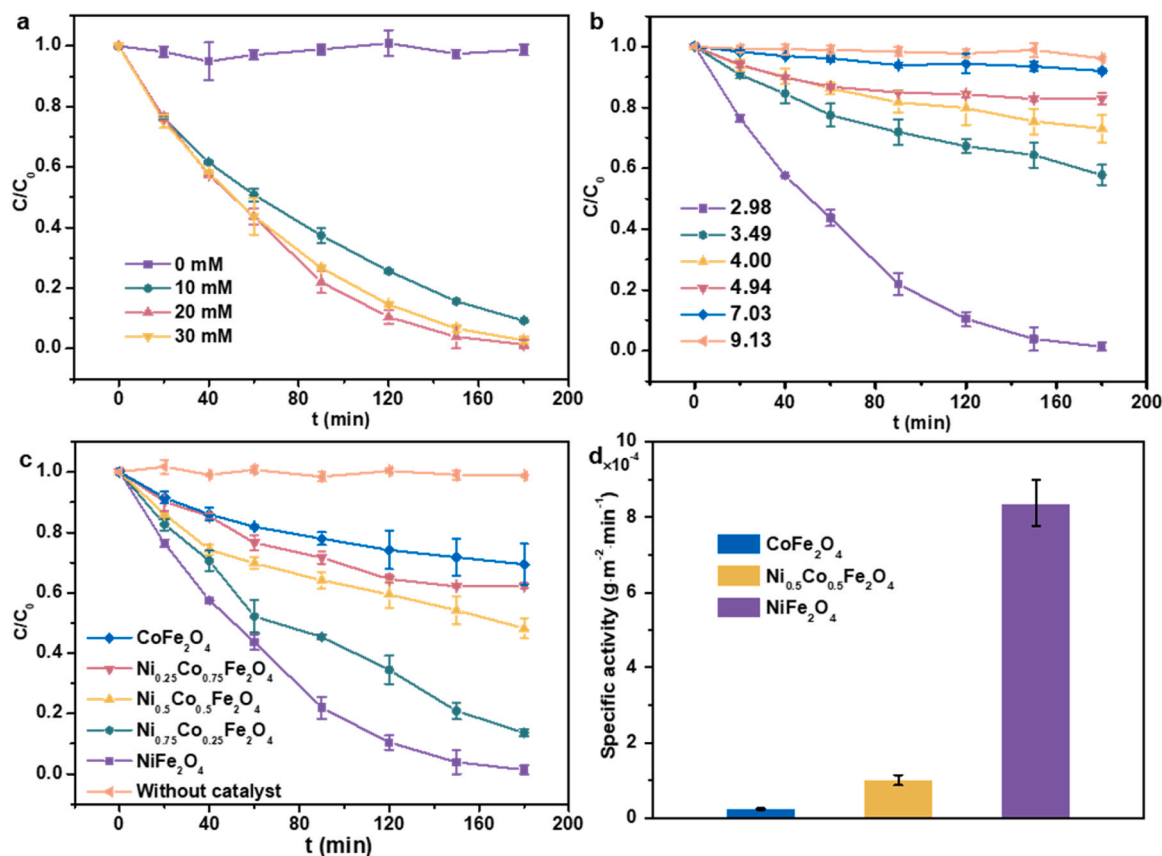 a
C/C₀
1.0
0.8
0.6
0.4
0.2
0.0
0 mM
10 mM
20 mM
30 mM
0 40 80 120 160 200
t (min)
b
C/C₀
1.0
0.8
0.6
0.4
0.2
0.0
2.98
3.49
4.00
4.94
7.03
9.13
0 40 80 120 160 200
t (min)
c
C/C₀
1.0
0.8
0.6
0.4
0.2
0.0
CoFe₂O₄
Ni₀.₂₅Co₀.₇₅Fe₂O₄
Ni₀.₅Co₀.₅Fe₂O₄
Ni₀.₇₅Co₀.₂₅Fe₂O₄
NiFe₂O₄
Without catalyst
0 40 80 120 160 200
t (min)
d
×10⁻⁴
Specific activity (g·m⁻²·min⁻¹)
10
8
6
4
2
0
CoFe₂O₄
Ni₀.₅Co₀.₅Fe₂O₄
NiFe₂O₄